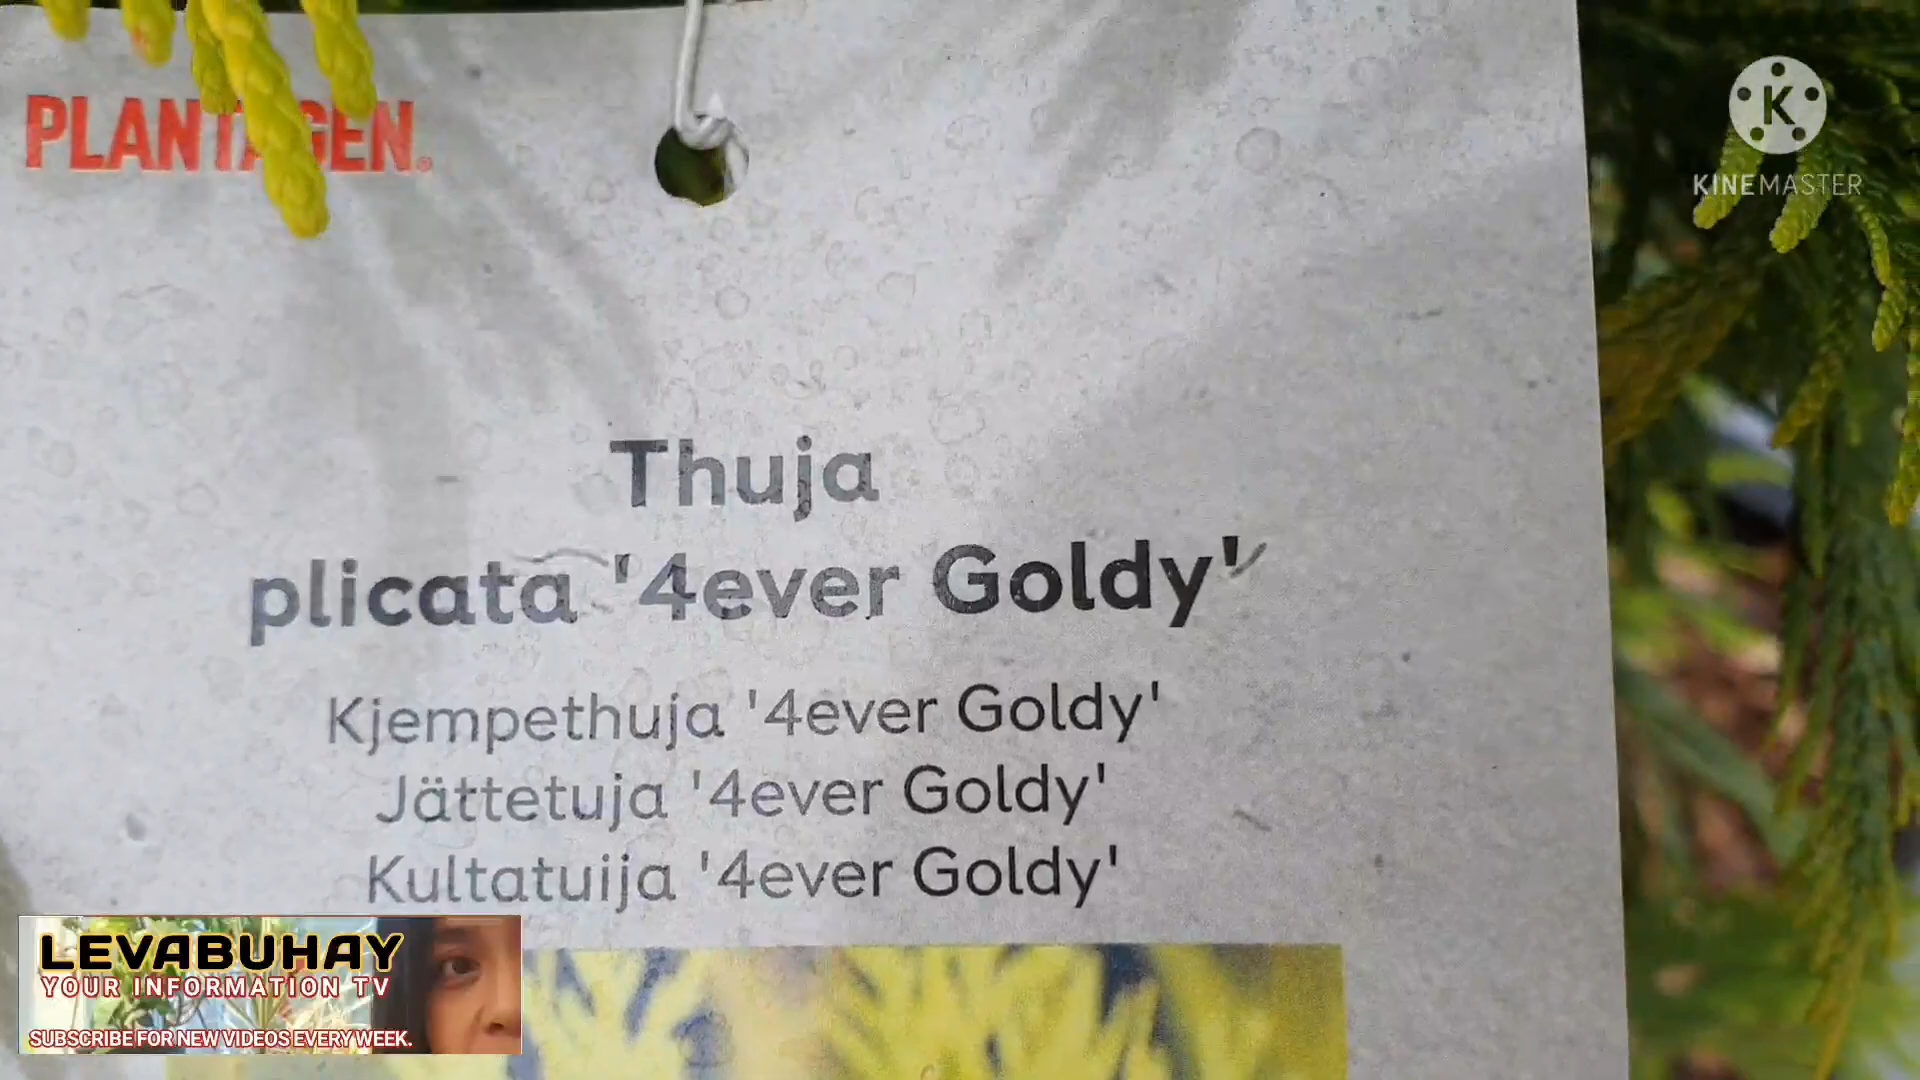 PLANTAGEN®
K
KINEMASTER
Thuja
plicata '4ever Goldy'
Kjempethuja '4ever Goldy'
Jättetuja '4ever Goldy'
Kultatuija '4ever Goldy'
LEVABUHAY
YOUR INFORMATION TV
SUBSCRIBE FOR NEW VIDEOS EVERY WEEK.